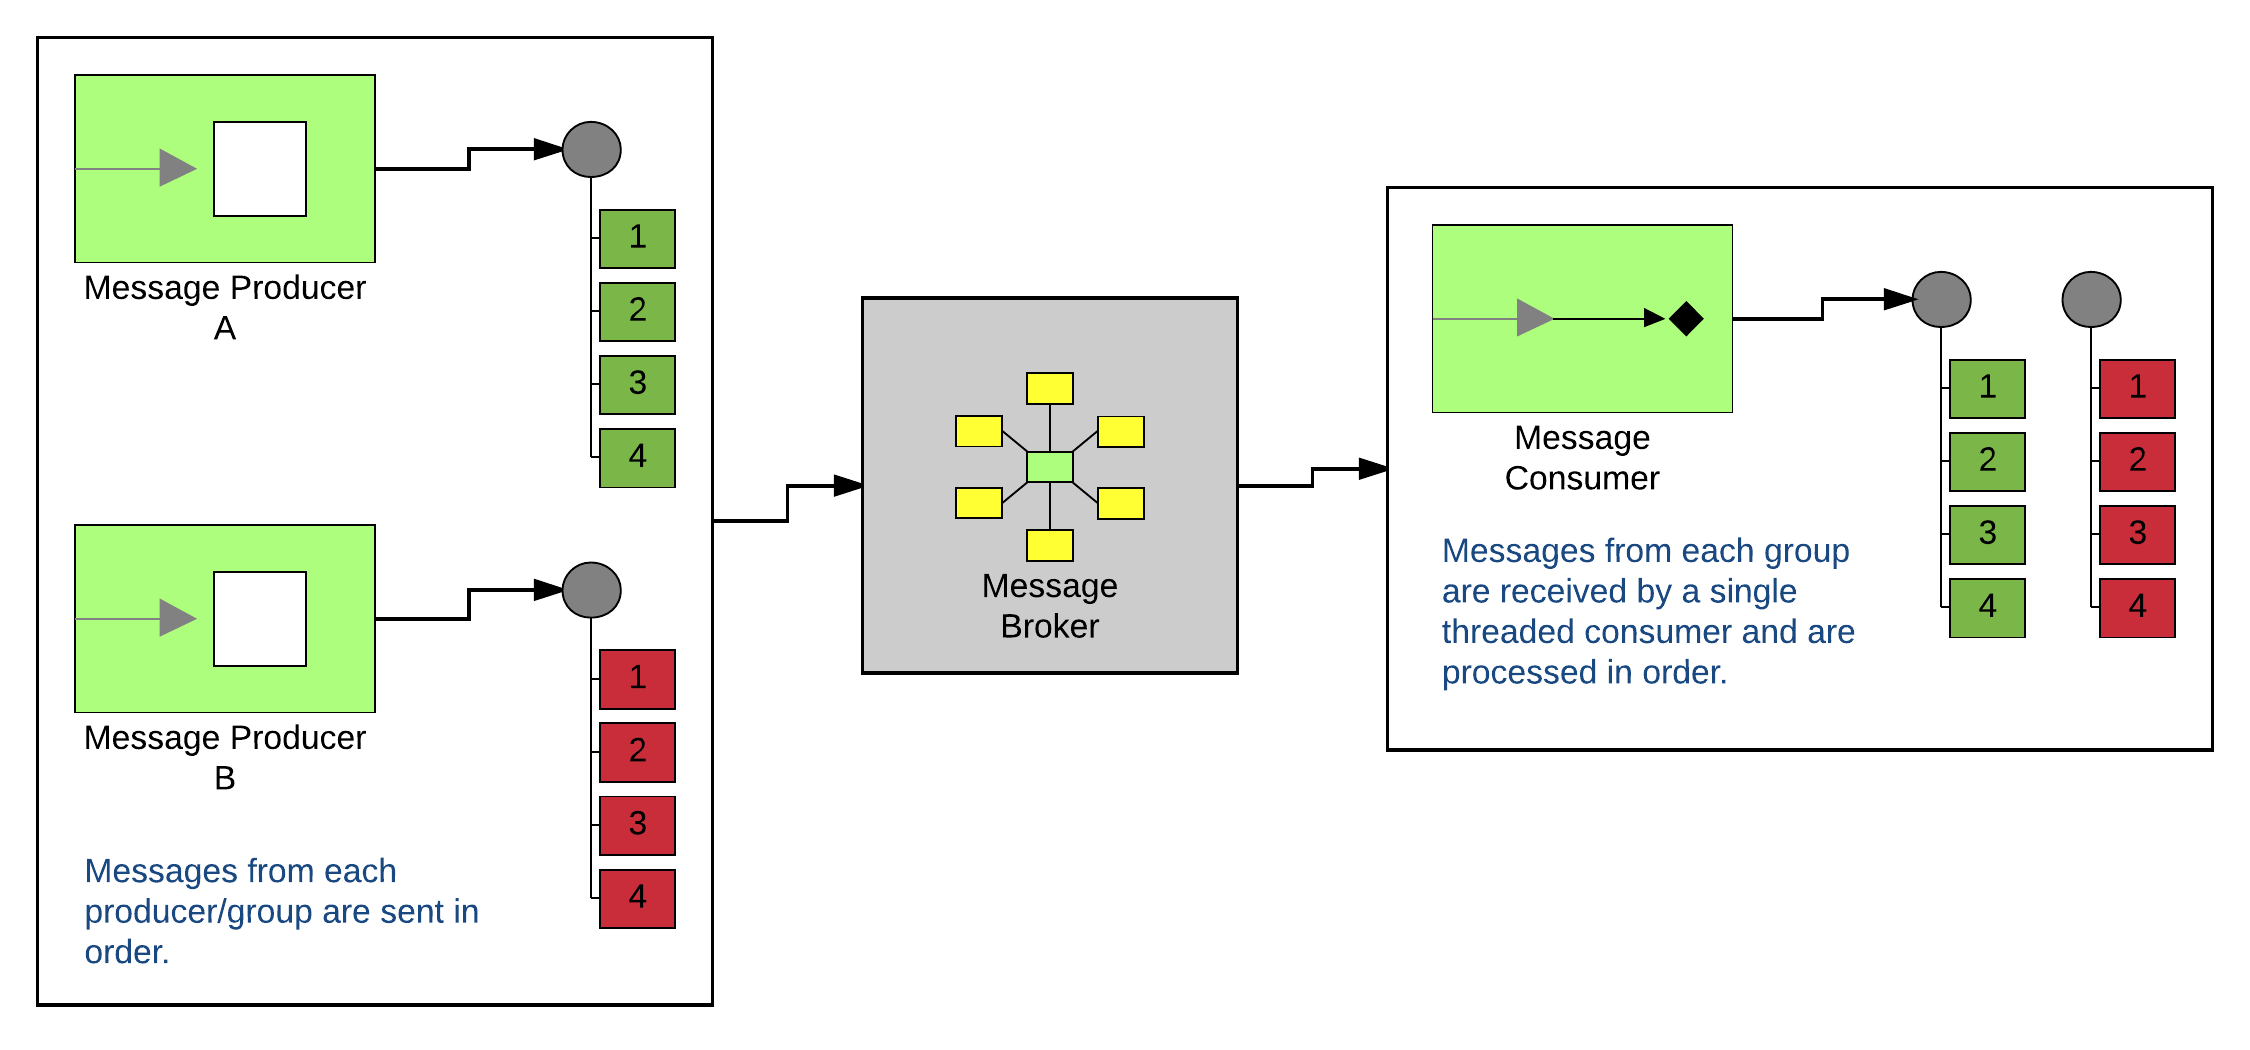 Message Producer
A
1
2
3
4
Message Producer
B
1
2
3
4
Messages from each
producer/group are sent in
order.
Message
Broker
Message
Consumer
Messages from each group
are received by a single
threaded consumer and are
processed in order.
1
2
3
4
1
2
3
4